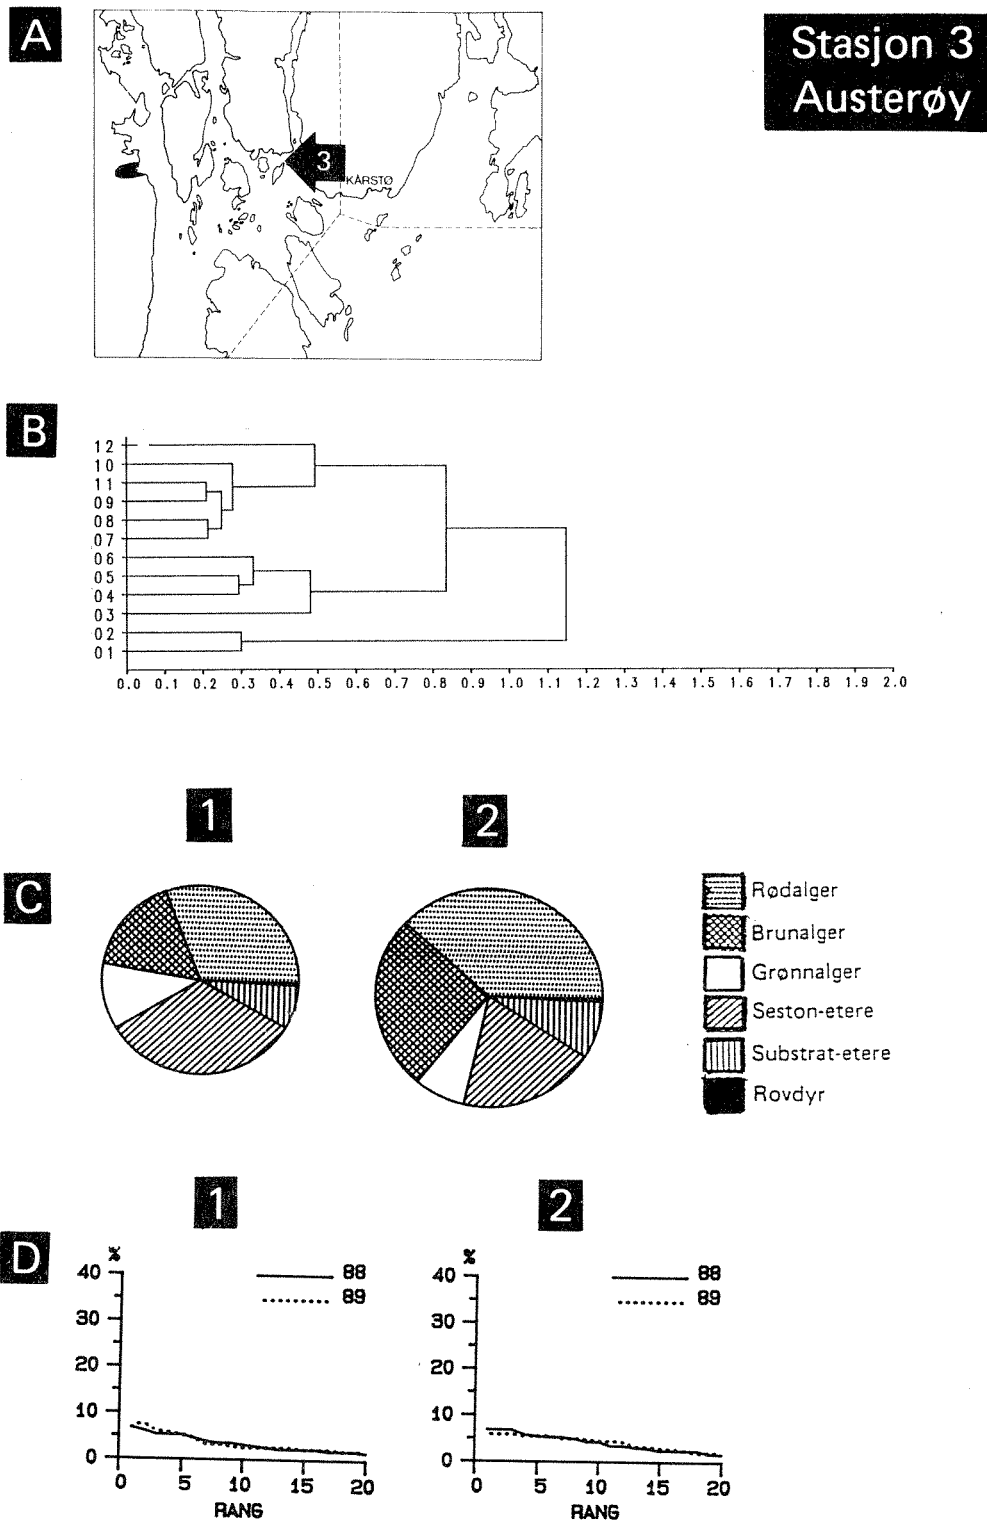 A
Stasjon 3
Austerøy
3
KÅRSTØ
B
12
10
11
09
08
07
06
05
04
03
02
01
0.0 0.1 0.2 0.3 0.4 0.5 0.6 0.7 0.8 0.9 1.0 1.1 1.2 1.3 1.4 1.5 1.6 1.7 1.8 1.9 2.0
1 2
C
Rødalger
Brunalger
Grønnalger
Seston-etere
Substrat-etere
Rovdyr
1 2
D
%
40
30
20
10
0
0 5 10 15 20
RANG
88
89
%
40
30
20
10
0
0 5 10 15 20
RANG
88
89